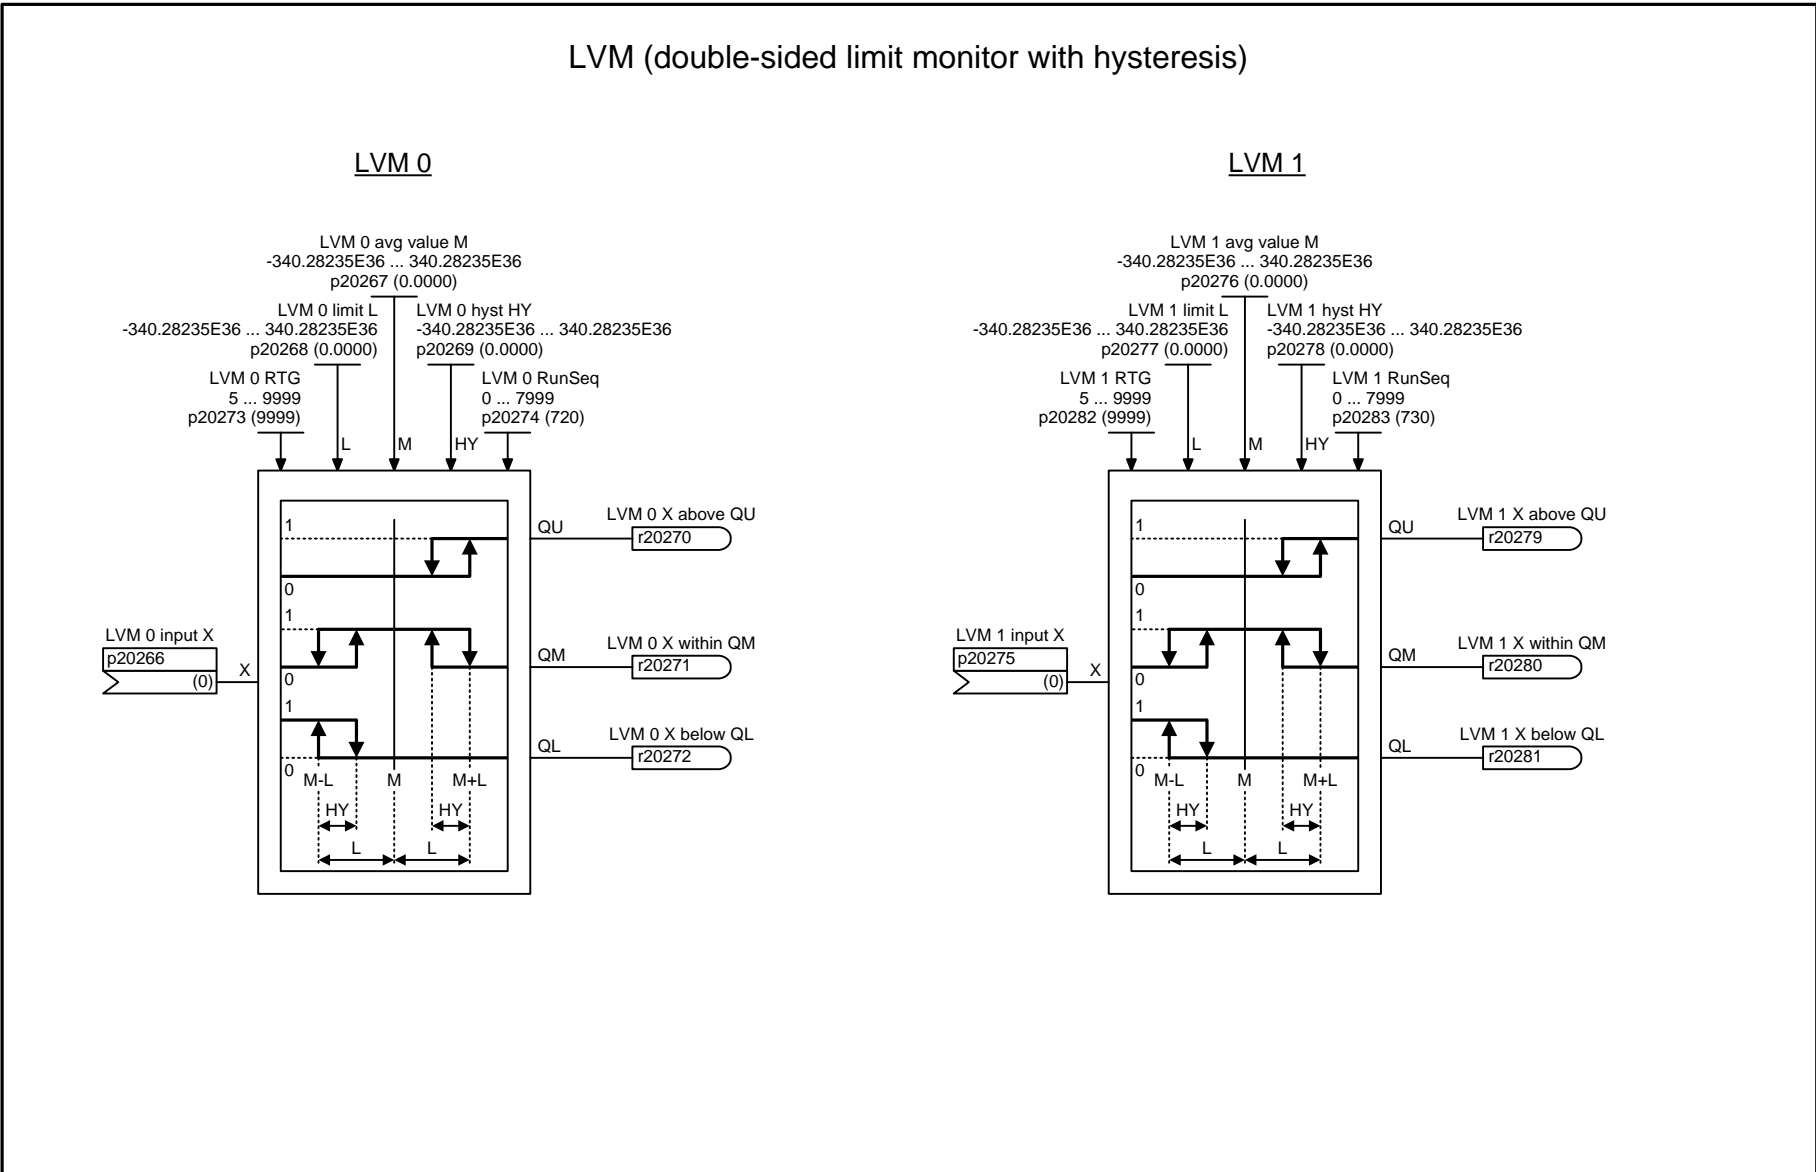 LVM (double-sided limit monitor with hysteresis)
LVM 0
LVM 0 avg value M
-340.28235E36 ... 340.28235E36
p20267 (0.0000)
LVM 0 limit L
-340.28235E36 ... 340.28235E36
p20268 (0.0000)
LVM 0 hyst HY
-340.28235E36 ... 340.28235E36
p20269 (0.0000)
LVM 0 RTG
5 ... 9999
p20273 (9999)
LVM 0 RunSeq
0 ... 7999
p20274 (720)
L
M
HY
LVM 0 input X
p20266
(0)
X
1
0
1
0
1
0
M-L
M
M+L
HY
HY
L
L
QU
LVM 0 X above QU
r20270
QM
LVM 0 X within QM
r20271
QL
LVM 0 X below QL
r20272
LVM 1
LVM 1 avg value M
-340.28235E36 ... 340.28235E36
p20276 (0.0000)
LVM 1 limit L
-340.28235E36 ... 340.28235E36
p20277 (0.0000)
LVM 1 hyst HY
-340.28235E36 ... 340.28235E36
p20278 (0.0000)
LVM 1 RTG
5 ... 9999
p20282 (9999)
LVM 1 RunSeq
0 ... 7999
p20283 (730)
L
M
HY
LVM 1 input X
p20275
(0)
X
1
0
1
0
1
0
M-L
M
M+L
HY
HY
L
L
QU
LVM 1 X above QU
r20279
QM
LVM 1 X within QM
r20280
QL
LVM 1 X below QL
r20281